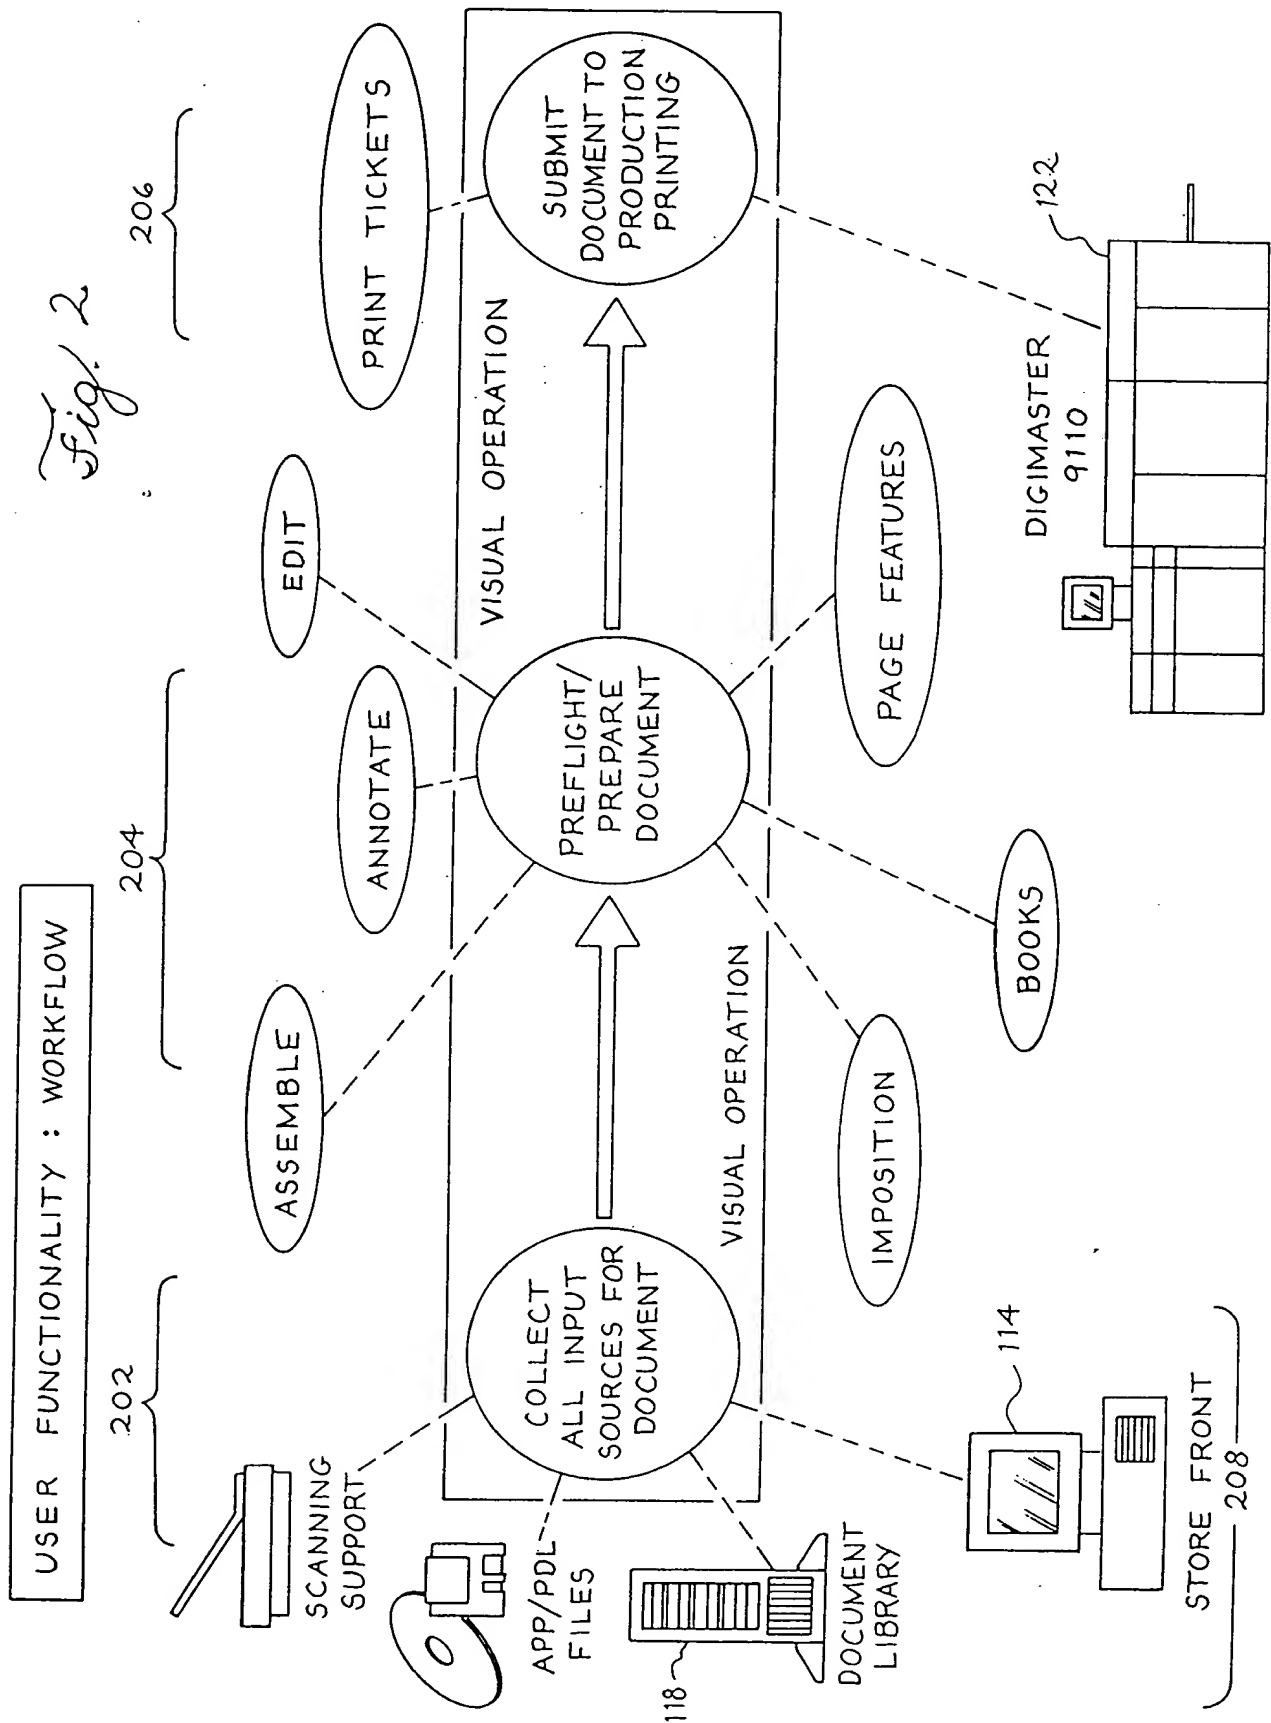 Fig. 2
USER FUNCTIONALITY : WORKFLOW
202
204
206
SCANNING
SUPPORT
APP/PDL
FILES
118
DOCUMENT
LIBRARY
114
STORE FRONT
208
COLLECT
ALL INPUT
SOURCES FOR
DOCUMENT
VISUAL OPERATION
ASSEMBLE
ANNOTATE
EDIT
PREFLIGHT/
PREPARE
DOCUMENT
IMPOSITION
BOOKS
PAGE FEATURES
VISUAL OPERATION
PRINT TICKETS
SUBMIT
DOCUMENT TO
PRODUCTION
PRINTING
DIGIMASTER
9110
122